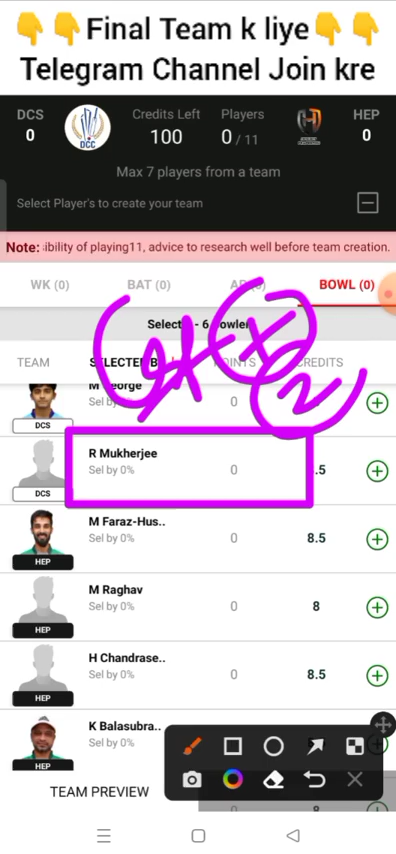 👇👇Final Team k liye👇👇
Telegram Channel Join kre
DCS
0
DCC
Credits Left
100
Players
0 / 11
HEP
0
Max 7 players from a team
Select Player's to create your team
Note: ibility of playing11, advice to research well before team creation.
WK (0)
BAT (0)
BOWL (0)
TEAM
CREDITS
M George
0
DCS
R Mukherjee
Sel by 0%
0
.5
DCS
M Faraz-Hus..
Sel by 0%
0
8.5
HEP
M Raghav
Sel by 0%
0
8
HEP
H Chandrase..
Sel by 0%
0
8.5
HEP
K Balasubra..
Sel by 0%
HEP
TEAM PREVIEW